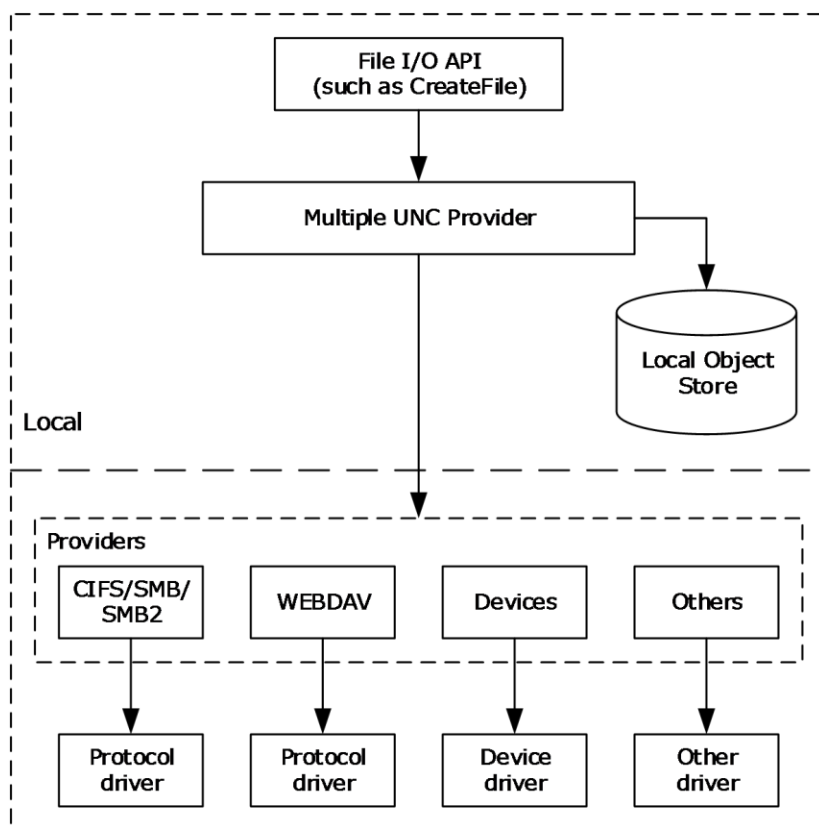 File I/O API
(such as CreateFile)
Multiple UNC Provider
Local Object
Store
Local
Providers
CIFS/SMB/
SMB2
WEBDAV
Devices
Others
Protocol
driver
Protocol
driver
Device
driver
Other
driver